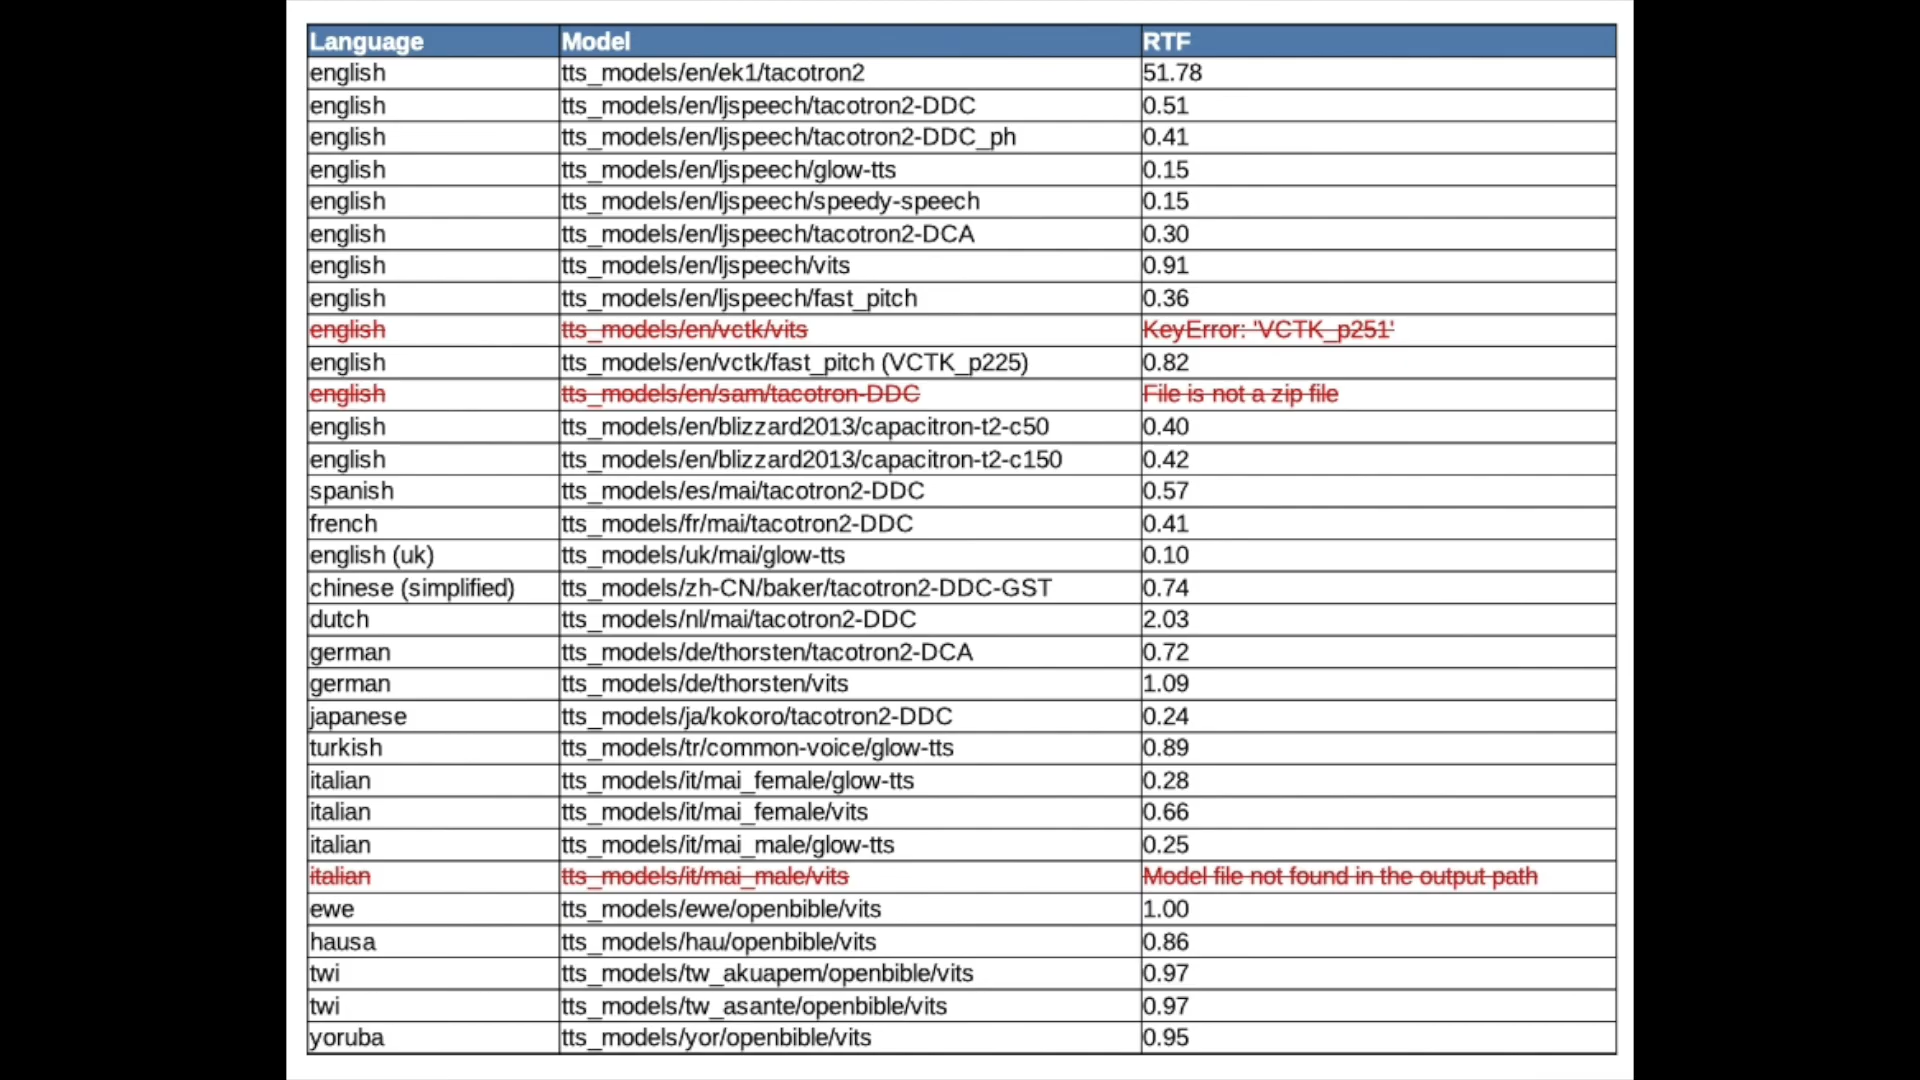 Language Model RTF
english tts_models/en/ek1/tacotron2 51.78
english tts_models/en/ljspeech/tacotron2-DDC 0.51
english tts_models/en/ljspeech/tacotron2-DDC_ph 0.41
english tts_models/en/ljspeech/glow-tts 0.15
english tts_models/en/ljspeech/speedy-speech 0.15
english tts_models/en/ljspeech/tacotron2-DCA 0.30
english tts_models/en/ljspeech/vits 0.91
english tts_models/en/ljspeech/fast_pitch 0.36
english tts_models/en/vctk/vits KeyError: 'VCTK_p251'
english tts_models/en/vctk/fast_pitch (VCTK_p225) 0.82
english tts_models/en/sam/tacotron-DDC File is not a zip file
english tts_models/en/blizzard2013/capacitron-t2-c50 0.40
english tts_models/en/blizzard2013/capacitron-t2-c150 0.42
spanish tts_models/es/mai/tacotron2-DDC 0.57
french tts_models/fr/mai/tacotron2-DDC 0.41
english (uk) tts_models/uk/mai/glow-tts 0.10
chinese (simplified) tts_models/zh-CN/baker/tacotron2-DDC-GST 0.74
dutch tts_models/nl/mai/tacotron2-DDC 2.03
german tts_models/de/thorsten/tacotron2-DCA 0.72
german tts_models/de/thorsten/vits 1.09
japanese tts_models/ja/kokoro/tacotron2-DDC 0.24
turkish tts_models/tr/common-voice/glow-tts 0.89
italian tts_models/it/mai_female/glow-tts 0.28
italian tts_models/it/mai_female/vits 0.66
italian tts_models/it/mai_male/glow-tts 0.25
italian tts_models/it/mai_male/vits Model file not found in the output path
ewe tts_models/ewe/openbible/vits 1.00
hausa tts_models/hau/openbible/vits 0.86
twi tts_models/tw_akuapem/openbible/vits 0.97
twi tts_models/tw_asante/openbible/vits 0.97
yoruba tts_models/yor/openbible/vits 0.95